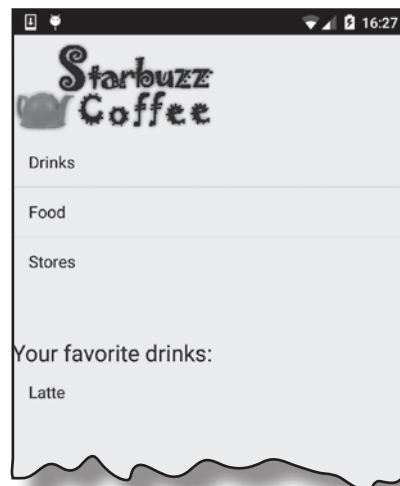 16:27
Starbuzz
Coffee
Drinks
Food
Stores
Your favorite drinks:
Latte